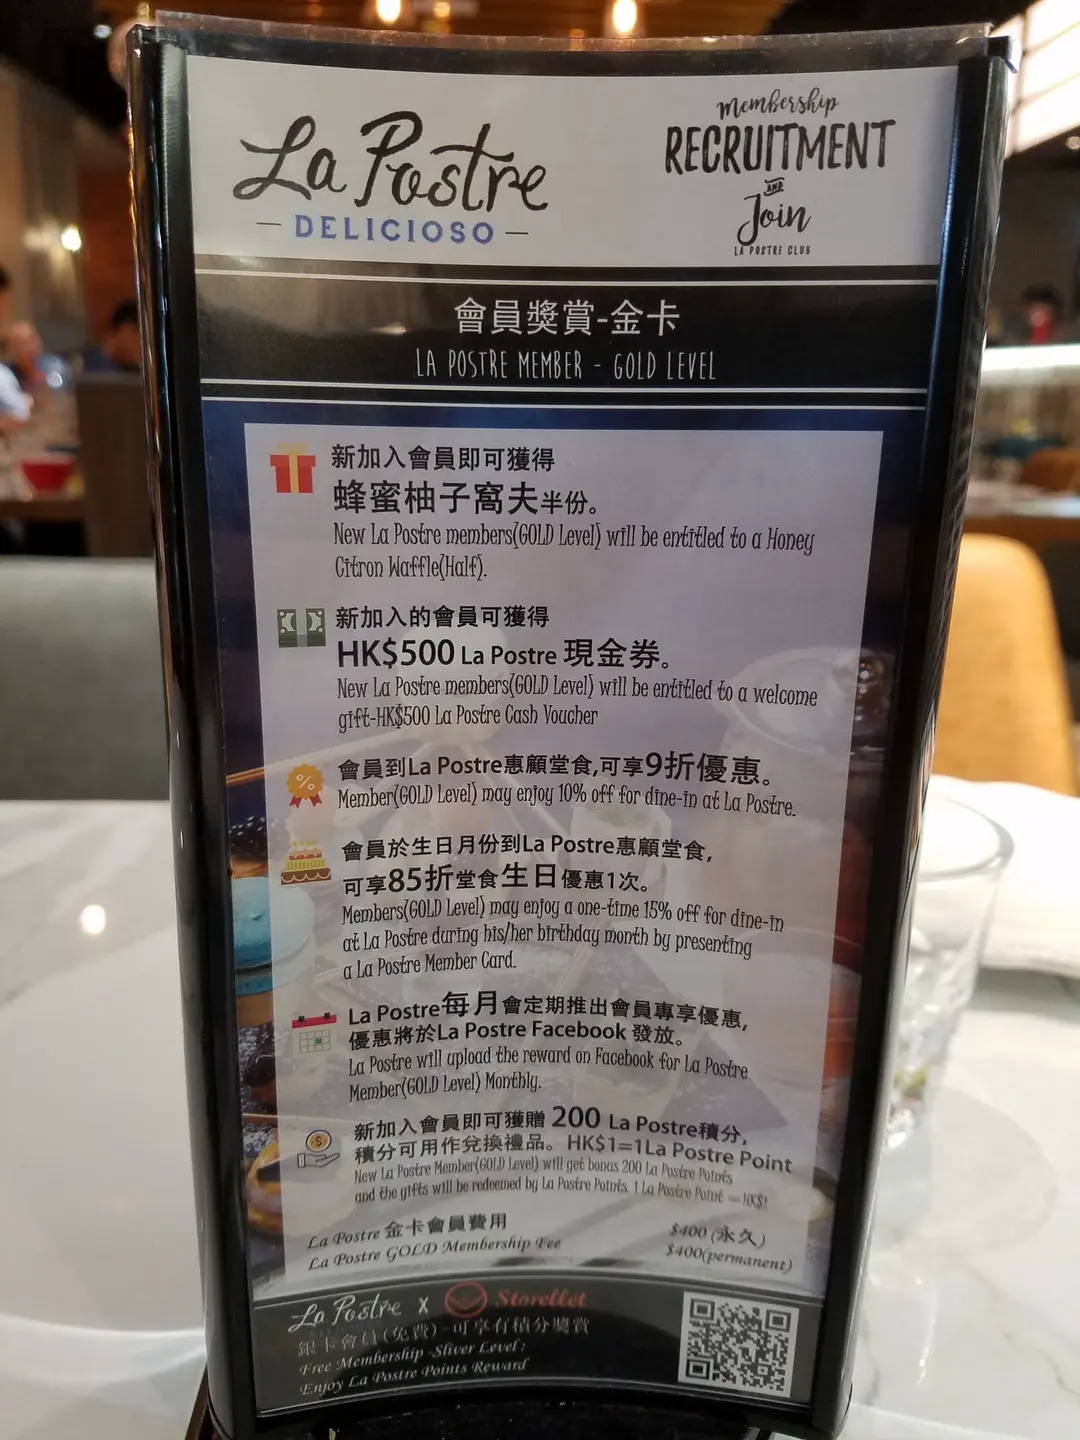 La Postre
DELICIOSO
Membership
RECRUITMENT
AND
Join
LA POSTRE CLUB
會員獎賞-金卡
LA POSTRE MEMBER - GOLD LEVEL
新加入會員即可獲得
蜂蜜柚子窩夫半份。
New La Postre members(GOLD Level) will be entitled to a Honey
Citron Waffle(Half).
新加入的會員可獲得
HK$500 La Postre 現金券。
New La Postre members(GOLD Level) will be entitled to a welcome
gift-HK$500 La Postre Cash Voucher
%
會員到La Postre惠顧堂食,可享9折優惠。
Member(GOLD Level) may enjoy 10% off for dine-in at La Postre.
會員於生日月份到La Postre惠顧堂食,
可享85折堂食生日優惠1次。
Members(GOLD Level) may enjoy a one-time 15% off for dine-in
at La Postre during his/her birthday month by presenting
a La Postre Member Card.
La Postre每月會定期推出會員專享優惠,
優惠將於La Postre Facebook 發放。
La Postre will upload the reward on Facebook for La Postre
Member(GOLD Level) Monthly.
$
新加入會員即可獲贈 200 La Postre積分,
積分可用作兌換禮品。HK$1=1La Postre Point
New La Postre Member(GOLD Level) will get bonus 200 La Postre Points
and the gifts will be redeemed by La Postre Points. 1 La Postre Point = HK$1
La Postre 金卡會員費用 $400 (永久)
La Postre GOLD Membership Fee $400(permanent)
La Postre X Storellet
銀卡會員(免費)-可享有積分獎賞
Free Membership -Sliver Level :
Enjoy La Postre Points Reward